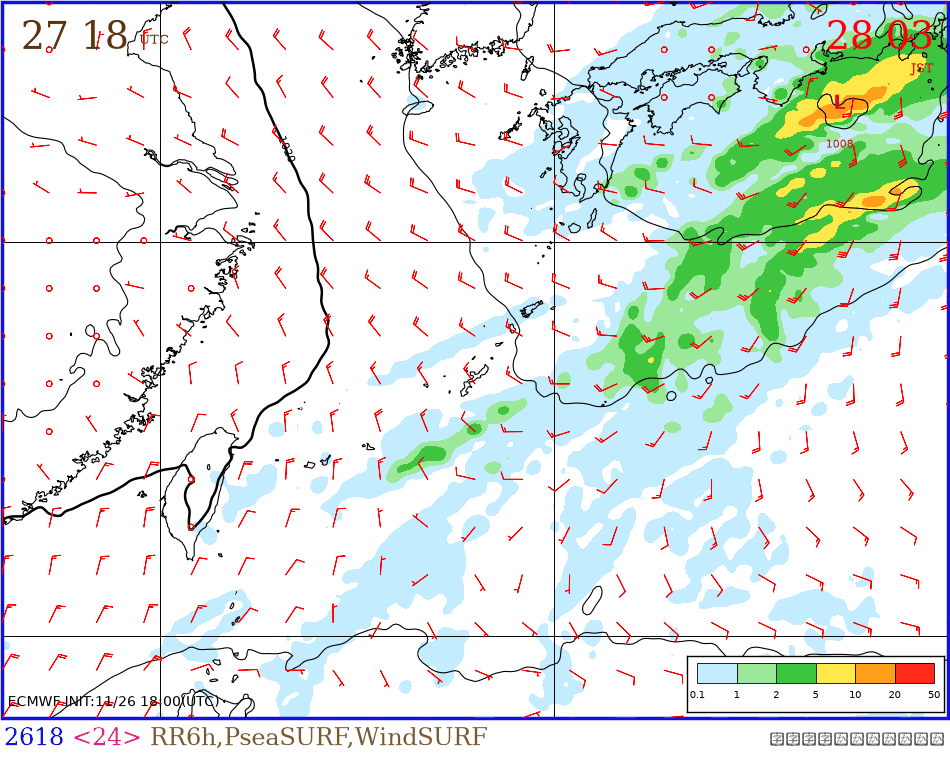 27 18 UTC
28 03 JST
L
1008
1020
ECMWF INIT:11/26 18:00(UTC)
0.1 1 2 5 10 20 50
2618 <24> RR6h,PseaSURF,WindSURF